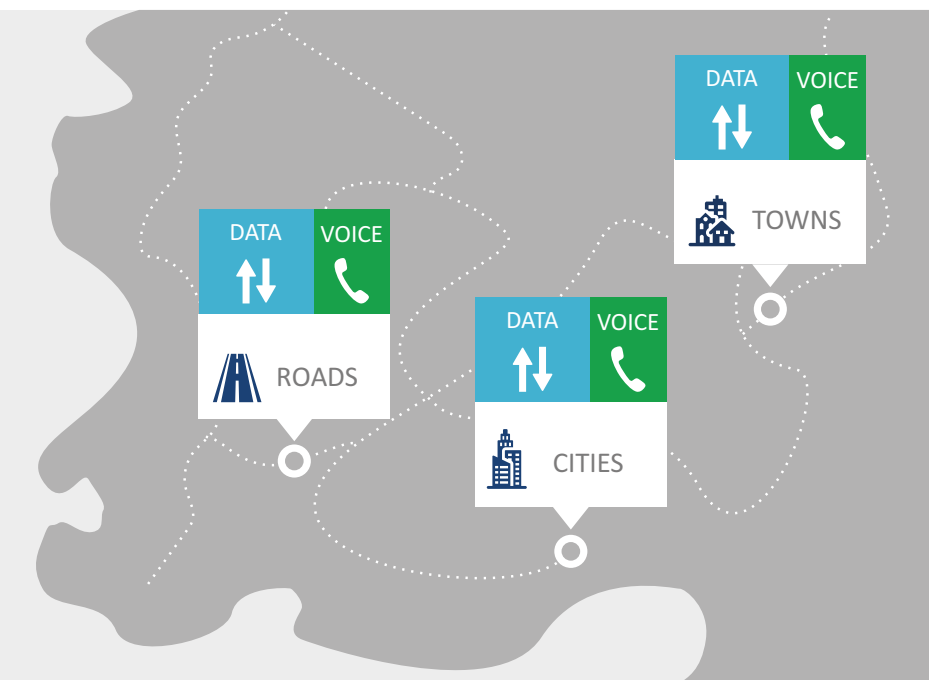 DATA VOICE
TOWNS
DATA VOICE
ROADS
DATA VOICE
CITIES